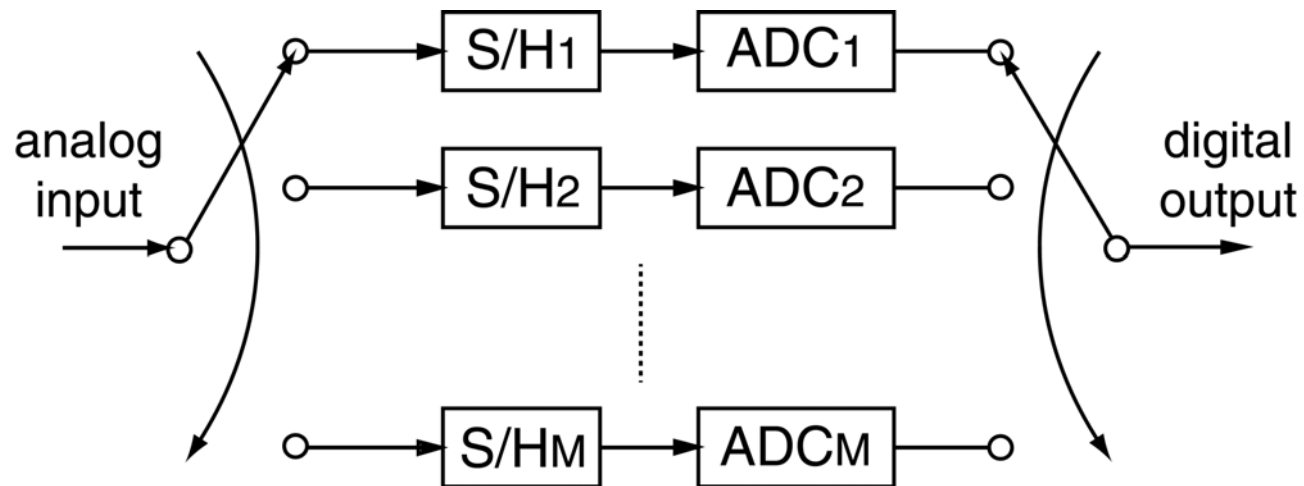 S/H1
ADC1
analog
input
digital
output
S/H2
ADC2
S/HM
ADCM